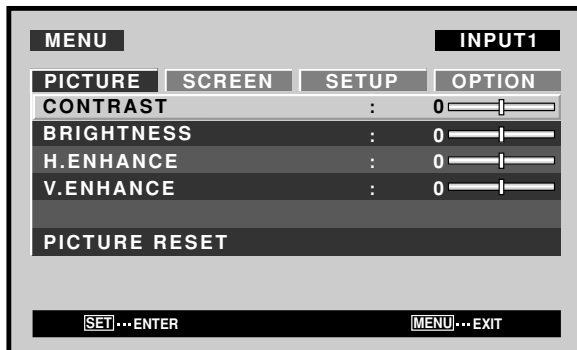 MENU INPUT1
PICTURE SCREEN SETUP OPTION
CONTRAST : 0
BRIGHTNESS : 0
H.ENHANCE : 0
V.ENHANCE : 0
PICTURE RESET
SET···ENTER MENU···EXIT